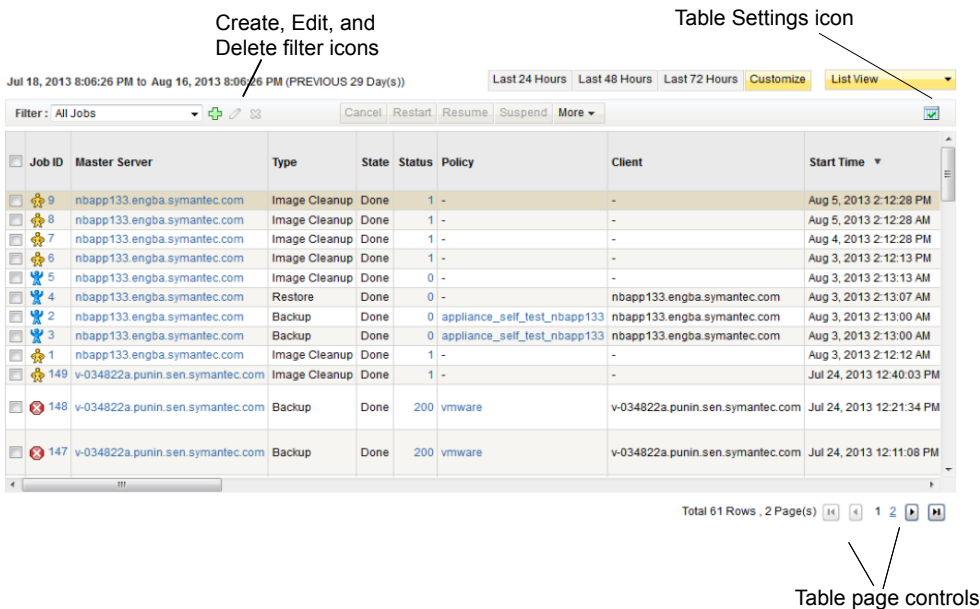 Create, Edit, and
Delete filter icons
Table Settings icon
Jul 18, 2013 8:06:26 PM to Aug 16, 2013 8:06:26 PM (PREVIOUS 29 Day(s))
Last 24 Hours Last 48 Hours Last 72 Hours Customize List View
Filter : All Jobs Cancel Restart Resume Suspend More
Job ID Master Server Type State Status Policy Client Start Time
9 nbapp133.engba.symantec.com Image Cleanup Done 1 - - Aug 5, 2013 2:12:28 PM
8 nbapp133.engba.symantec.com Image Cleanup Done 1 - - Aug 5, 2013 2:12:28 AM
7 nbapp133.engba.symantec.com Image Cleanup Done 1 - - Aug 4, 2013 2:12:28 PM
6 nbapp133.engba.symantec.com Image Cleanup Done 1 - - Aug 3, 2013 2:12:13 PM
5 nbapp133.engba.symantec.com Image Cleanup Done 0 - - Aug 3, 2013 2:13:13 AM
4 nbapp133.engba.symantec.com Restore Done 0 - nbapp133.engba.symantec.com Aug 3, 2013 2:13:07 AM
2 nbapp133.engba.symantec.com Backup Done 0 appliance_self_test_nbapp133 nbapp133.engba.symantec.com Aug 3, 2013 2:13:00 AM
3 nbapp133.engba.symantec.com Backup Done 0 appliance_self_test_nbapp133 nbapp133.engba.symantec.com Aug 3, 2013 2:13:00 AM
1 nbapp133.engba.symantec.com Image Cleanup Done 1 - - Aug 3, 2013 2:12:12 AM
149 v-034822a.punin.sen.symantec.com Image Cleanup Done 1 - - Jul 24, 2013 12:40:03 PM
148 v-034822a.punin.sen.symantec.com Backup Done 200 vmware v-034822a.punin.sen.symantec.com Jul 24, 2013 12:21:34 PM
147 v-034822a.punin.sen.symantec.com Backup Done 200 vmware v-034822a.punin.sen.symantec.com Jul 24, 2013 12:11:08 PM
Total 61 Rows , 2 Page(s) 1 2
Table page controls